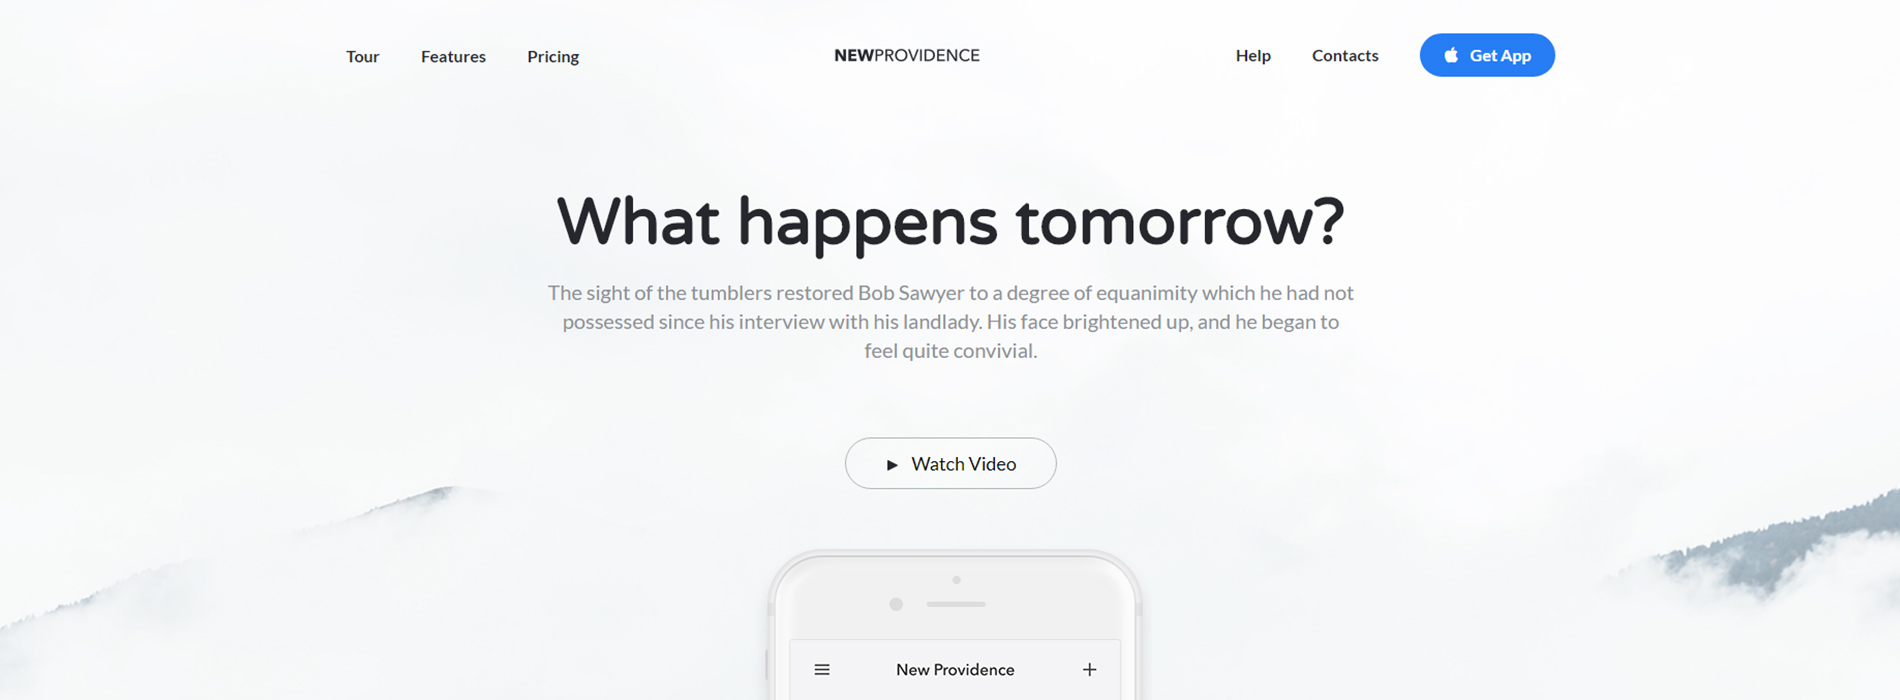 Tour Features Pricing NEWPROVIDENCE Help Contacts Get App
What happens tomorrow?
The sight of the tumblers restored Bob Sawyer to a degree of equanimity which he had not
possessed since his interview with his landlady. His face brightened up, and he began to
feel quite convivial.
Watch Video
New Providence